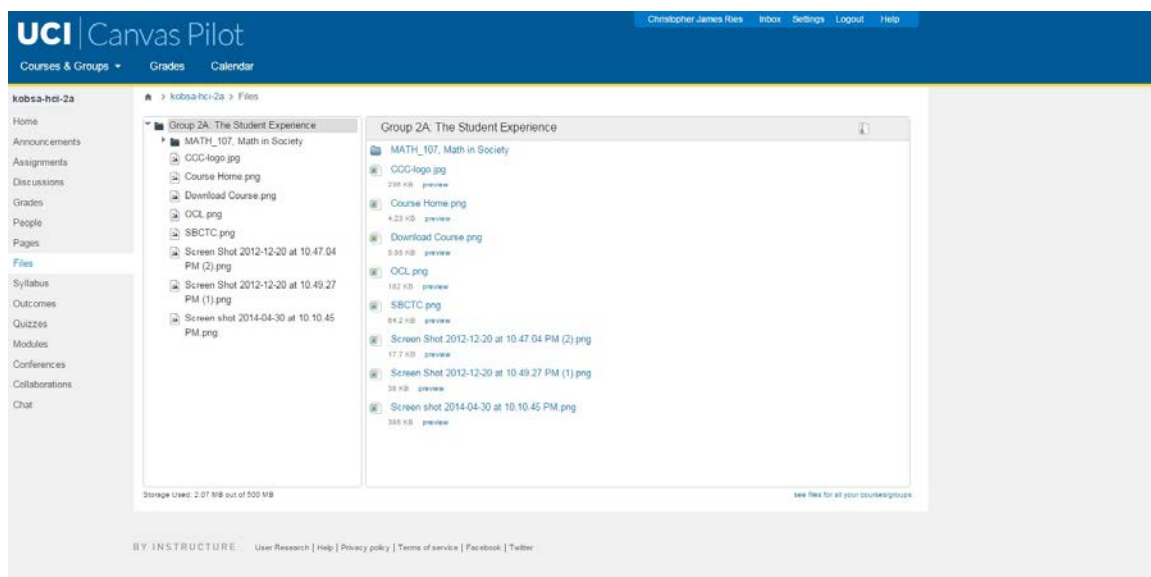 UCI Canvas Pilot
Christopher James Ries Inbox Settings Logout Help
Courses & Groups Grades Calendar
kobsa-hci-2a
Home
Announcements
Assignments
Discussions
Grades
People
Pages
Files
Syllabus
Outcomes
Quizzes
Modules
Conferences
Collaborations
Chat
> kobsa-hci-2a > Files
Group 2A: The Student Experience
MATH_107, Math in Society
CCC-logo.jpg
Course Home.png
Download Course.png
OCL.png
SBCTC.png
Screen Shot 2012-12-20 at 10.47.04
PM (2).png
Screen Shot 2012-12-20 at 10.49.27
PM (1).png
Screen shot 2014-04-30 at 10.10.45
PM.png
Group 2A: The Student Experience
MATH_107, Math in Society
CCC-logo.jpg
KB preview
Course Home.png
4.23 KB preview
Download Course.png
KB preview
OCL.png
182 KB preview
SBCTC.png
64.2 KB preview
Screen Shot 2012-12-20 at 10.47.04 PM (2).png
17.7 KB preview
Screen Shot 2012-12-20 at 10.49.27 PM (1).png
KB preview
Screen shot 2014-04-30 at 10.10.45 PM.png
KB preview
Storage Used: 2.07 MB out of 500 MB
see files for all your courses/groups
BY INSTRUCTURE User Research | Help | Privacy policy | Terms of service | Facebook | Twitter